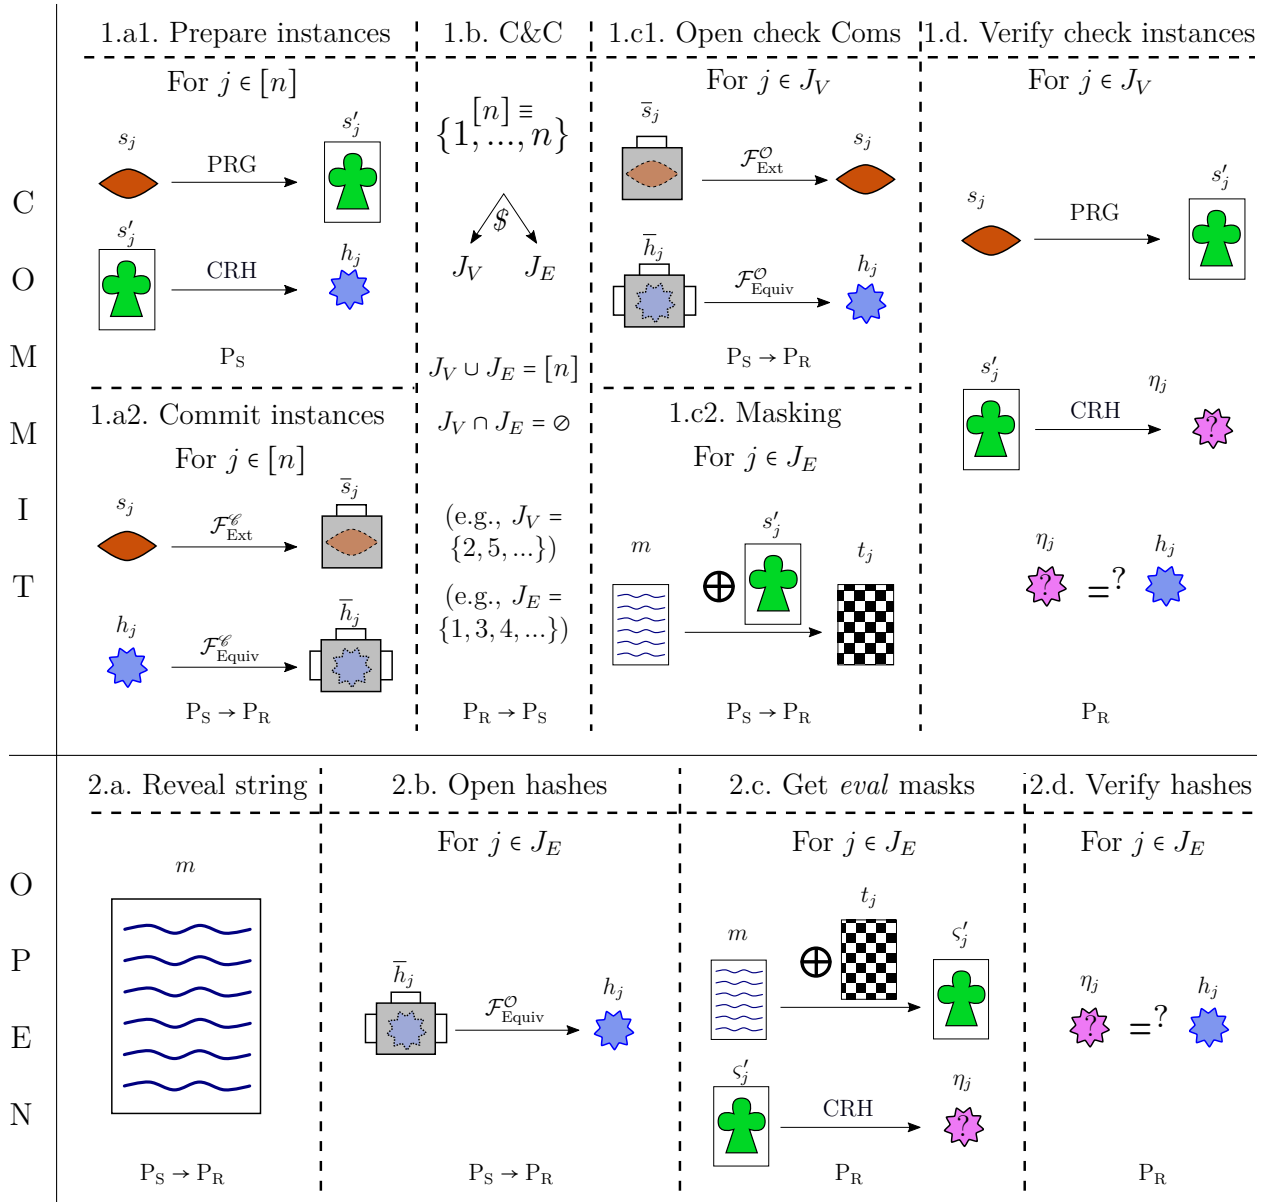 COMMIT
1.a1. Prepare instances
For j ∈ [n]
s_j
PRG
s′_j
s′_j
CRH
h_j
P_S
1.a2. Commit instances
For j ∈ [n]
s_j
ℱ^𝒞_Ext
s̅_j
h_j
ℱ^𝒞_Equiv
h̅_j
P_S → P_R
1.b. C&C
[n] ≡
{1, ..., n}
$
J_V J_E
J_V ∪ J_E = [n]
J_V ∩ J_E = ∅
(e.g., J_V =
{2, 5, ...})
(e.g., J_E =
{1, 3, 4, ...})
P_R → P_S
1.c1. Open check Coms
For j ∈ J_V
s̅_j
ℱ^𝒪_Ext
s_j
h̅_j
ℱ^𝒪_Equiv
h_j
P_S → P_R
1.c2. Masking
For j ∈ J_E
m
⊕
s′_j
t_j
P_S → P_R
1.d. Verify check instances
For j ∈ J_V
s_j
PRG
s′_j
s′_j
CRH
η_j
?
η_j
?
=?
h_j
P_R
OPEN
2.a. Reveal string
m
P_S → P_R
2.b. Open hashes
For j ∈ J_E
h̅_j
ℱ^𝒪_Equiv
h_j
P_S → P_R
2.c. Get eval masks
For j ∈ J_E
m
⊕
t_j
ς′_j
ς′_j
CRH
η_j
?
P_R
2.d. Verify hashes
For j ∈ J_E
η_j
?
=?
h_j
P_R